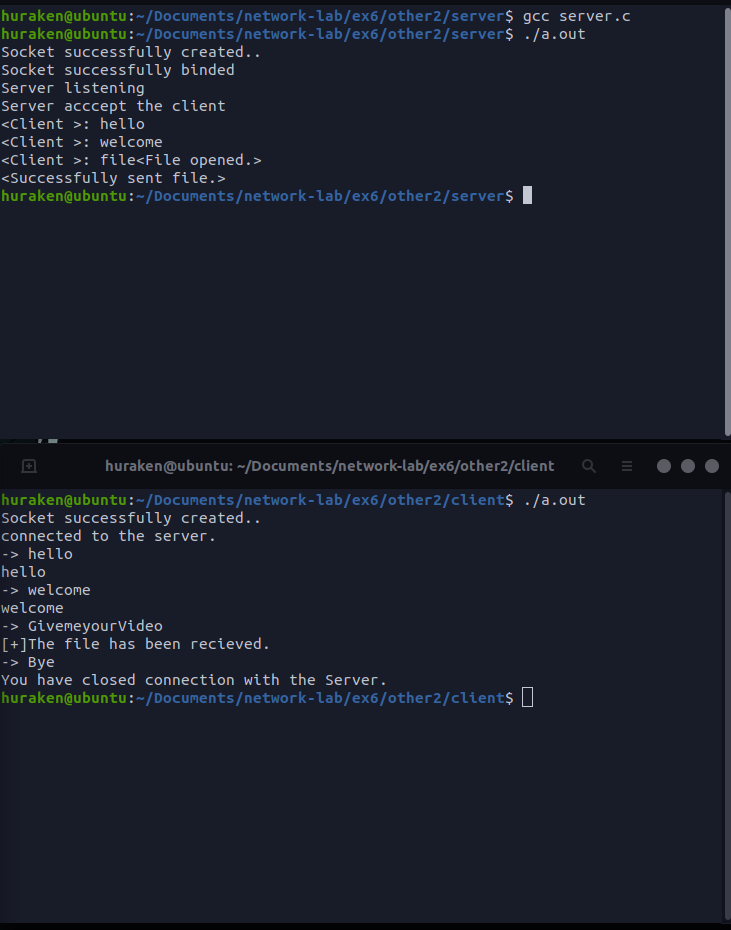 huraken@ubuntu:~/Documents/network-lab/ex6/other2/server$ gcc server.c
huraken@ubuntu:~/Documents/network-lab/ex6/other2/server$ ./a.out
Socket successfully created..
Socket successfully binded
Server listening
Server acccept the client
<Client >: hello
<Client >: welcome
<Client >: file<File opened.>
<Successfully sent file.>
huraken@ubuntu:~/Documents/network-lab/ex6/other2/server$
huraken@ubuntu: ~/Documents/network-lab/ex6/other2/client
huraken@ubuntu:~/Documents/network-lab/ex6/other2/client$ ./a.out
Socket successfully created..
connected to the server.
-> hello
hello
-> welcome
welcome
-> GivemeyourVideo
[+]The file has been recieved.
-> Bye
You have closed connection with the Server.
huraken@ubuntu:~/Documents/network-lab/ex6/other2/client$